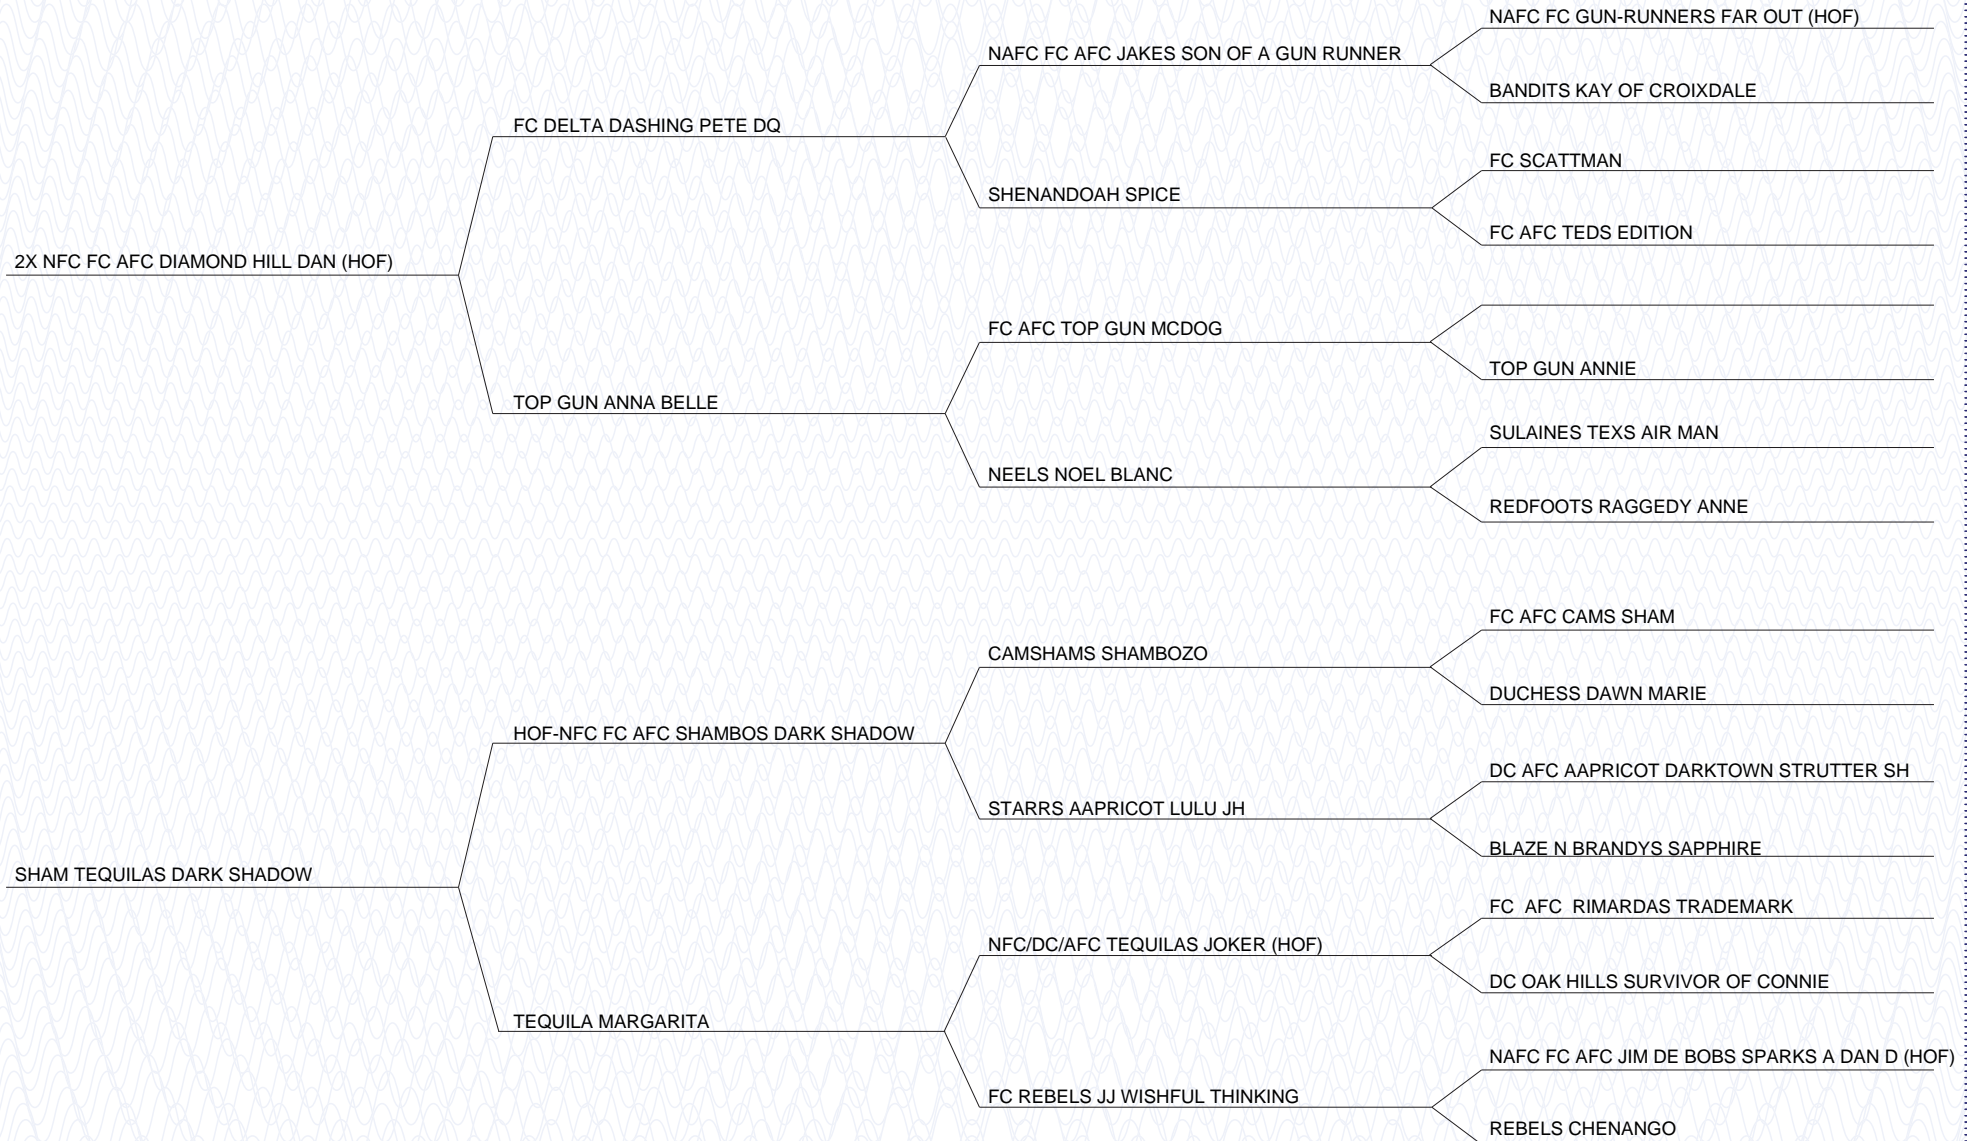 NAFC FC GUN-RUNNERS FAR OUT (HOF)
NAFC FC AFC JAKES SON OF A GUN RUNNER
BANDITS KAY OF CROIXDALE
FC DELTA DASHING PETE DQ
FC SCATTMAN
SHENANDOAH SPICE
FC AFC TEDS EDITION
2X NFC FC AFC DIAMOND HILL DAN (HOF)
FC AFC TOP GUN MCDOG
TOP GUN ANNIE
TOP GUN ANNA BELLE
SULAINES TEXS AIR MAN
NEELS NOEL BLANC
REDFOOTS RAGGEDY ANNE
FC AFC CAMS SHAM
CAMSHAMS SHAMBOZO
DUCHESS DAWN MARIE
HOF-NFC FC AFC SHAMBOS DARK SHADOW
DC AFC AAPRICOT DARKTOWN STRUTTER SH
STARRS AAPRICOT LULU JH
BLAZE N BRANDYS SAPPHIRE
SHAM TEQUILAS DARK SHADOW
FC  AFC  RIMARDAS TRADEMARK
NFC/DC/AFC TEQUILAS JOKER (HOF)
DC OAK HILLS SURVIVOR OF CONNIE
TEQUILA MARGARITA
NAFC FC AFC JIM DE BOBS SPARKS A DAN D (HOF)
FC REBELS JJ WISHFUL THINKING
REBELS CHENANGO